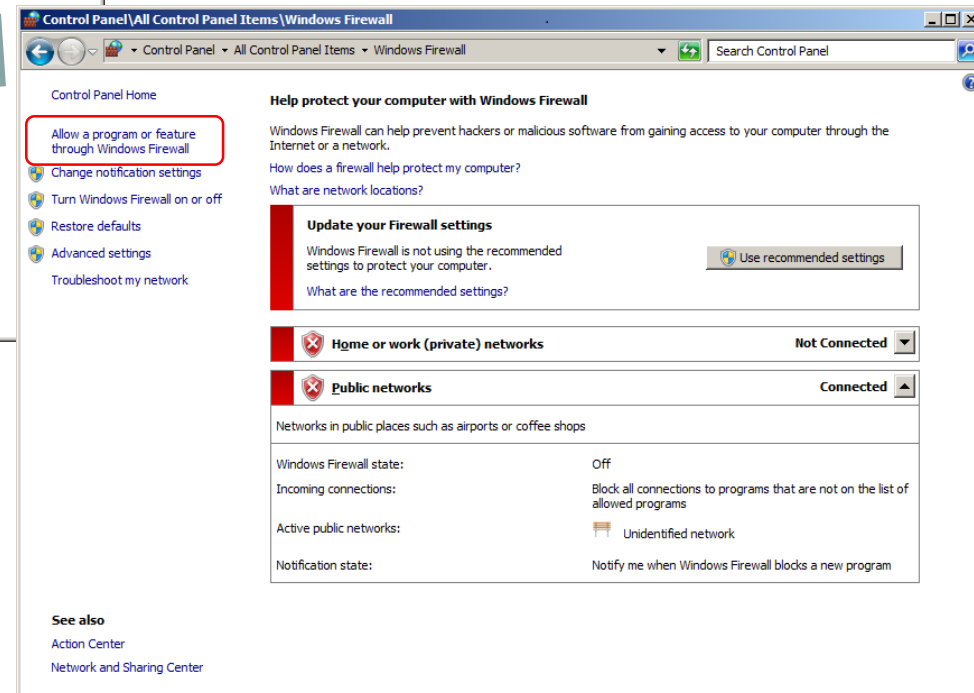 Control Panel\All Control Panel Items\Windows Firewall
Control Panel All Control Panel Items Windows Firewall
Search Control Panel
Control Panel Home
Allow a program or feature
through Windows Firewall
Change notification settings
Turn Windows Firewall on or off
Restore defaults
Advanced settings
Troubleshoot my network
Help protect your computer with Windows Firewall
Windows Firewall can help prevent hackers or malicious software from gaining access to your computer through the
Internet or a network.
How does a firewall help protect my computer?
What are network locations?
Update your Firewall settings
Windows Firewall is not using the recommended
settings to protect your computer.
Use recommended settings
What are the recommended settings?
Home or work (private) networks Not Connected
Public networks Connected
Networks in public places such as airports or coffee shops
Windows Firewall state: Off
Incoming connections: Block all connections to programs that are not on the list of
allowed programs
Active public networks: Unidentified network
Notification state: Notify me when Windows Firewall blocks a new program
See also
Action Center
Network and Sharing Center